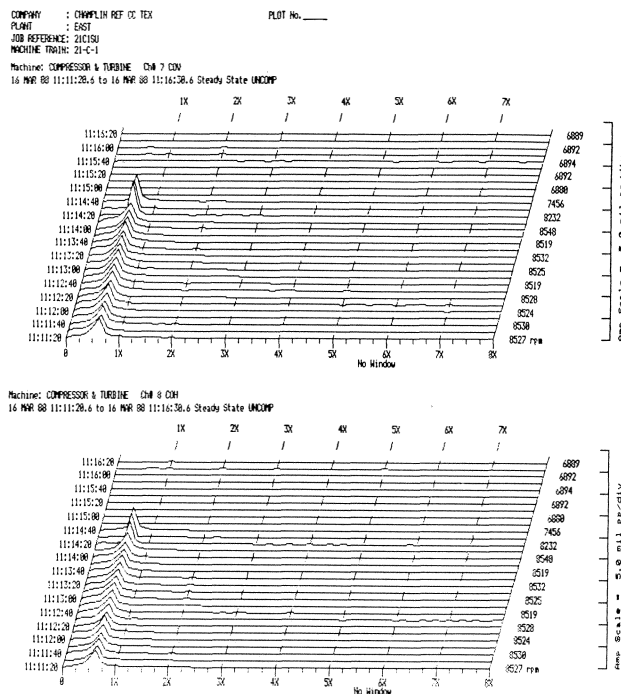 COMPANY : CHAMPLIN REF CC TEX PLOT No.
PLANT : EAST
JOB REFERENCE: 21C1SU
MACHINE TRAIN: 21-C-1
Machine: COMPRESSOR & TURBINE Ch# 7 COV
16 MAR 88 11:11:20.6 to 16 MAR 88 11:16:30.6 Steady State UNCOMP
1X 2X 3X 4X 5X 6X 7X
11:16:20 6889
11:16:00 6892
11:15:40 6894
11:15:20 6892
11:15:00 6880
11:14:40 7456
11:14:20 8232
11:14:00 8548
11:13:40 8519
11:13:20 8532
11:13:00 8525
11:12:40 8519
11:12:20 8528
11:12:00 8524
11:11:40 8530
11:11:20 8527 rpm
0 1X 2X 3X 4X 5X 6X 7X 8X
No Window
Machine: COMPRESSOR & TURBINE Ch# 8 COH
16 MAR 88 11:11:20.6 to 16 MAR 88 11:16:30.6 Steady State UNCOMP
1X 2X 3X 4X 5X 6X 7X
11:16:20 6889
11:16:00 6892
11:15:40 6894
11:15:20 6892
11:15:00 6880
11:14:40 7456
11:14:20 8232
11:14:00 8548
11:13:40 8519
11:13:20 8532
11:13:00 8525
11:12:40 8519
11:12:20 8528
11:12:00 8524
11:11:40 8530
11:11:20 8527 rpm
0 1X 2X 3X 4X 5X 6X 7X 8X
No Window
Amp Scale = 5.0 mil pp/div